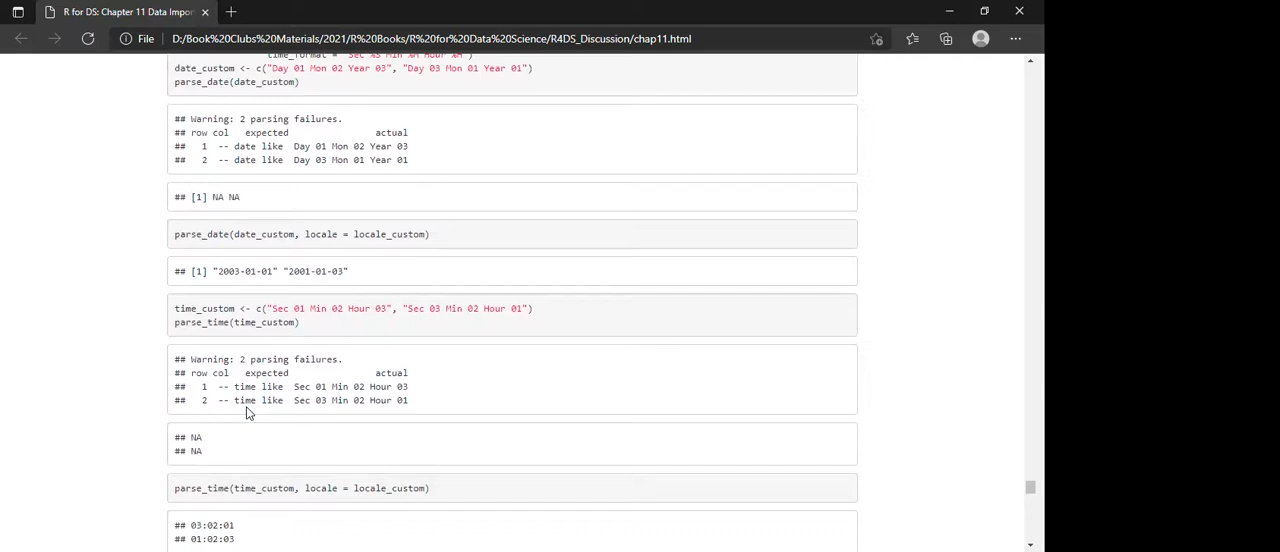 R for DS: Chapter 11 Data Impor
File D:/Book%20Clubs%20Materials/2021/R%20Books/R%20for%20Data%20Science/R4DS_Discussion/chap11.html
time_format = "Sec %S Min %M Hour %H")
date_custom <- c("Day 01 Mon 02 Year 03", "Day 03 Mon 01 Year 01")
parse_date(date_custom)
## Warning: 2 parsing failures.
## row col expected actual
## 1 -- date like Day 01 Mon 02 Year 03
## 2 -- date like Day 03 Mon 01 Year 01
## [1] NA NA
parse_date(date_custom, locale = locale_custom)
## [1] "2003-01-01" "2001-01-03"
time_custom <- c("Sec 01 Min 02 Hour 03", "Sec 03 Min 02 Hour 01")
parse_time(time_custom)
## Warning: 2 parsing failures.
## row col expected actual
## 1 -- time like Sec 01 Min 02 Hour 03
## 2 -- time like Sec 03 Min 02 Hour 01
## NA
## NA
parse_time(time_custom, locale = locale_custom)
## 03:02:01
## 01:02:03